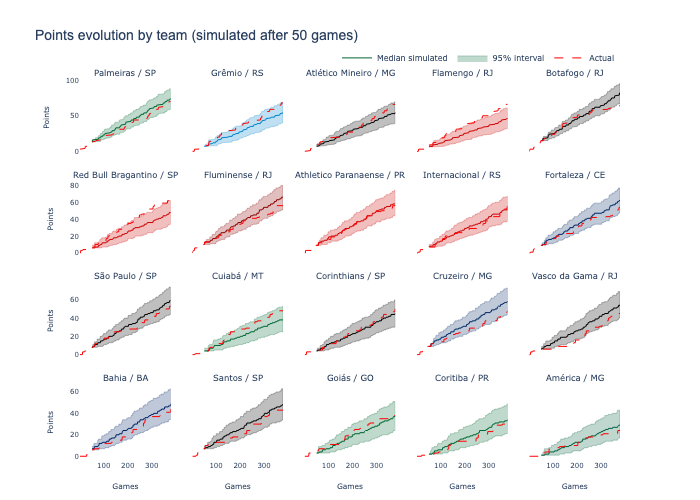 Points evolution by team (simulated after 50 games)
Median simulated 95% interval Actual
Palmeiras / SP Grêmio / RS Atlético Mineiro / MG Flamengo / RJ Botafogo / RJ
100
50
0
Points
Red Bull Bragantino / SP Fluminense / RJ Athletico Paranaense / PR Internacional / RS Fortaleza / CE
80
60
40
20
0
Points
São Paulo / SP Cuiabá / MT Corinthians / SP Cruzeiro / MG Vasco da Gama / RJ
60
40
20
0
Points
Bahia / BA Santos / SP Goiás / GO Coritiba / PR América / MG
60
40
20
0
Points
100 200 300 100 200 300 100 200 300 100 200 300 100 200 300
Games Games Games Games Games